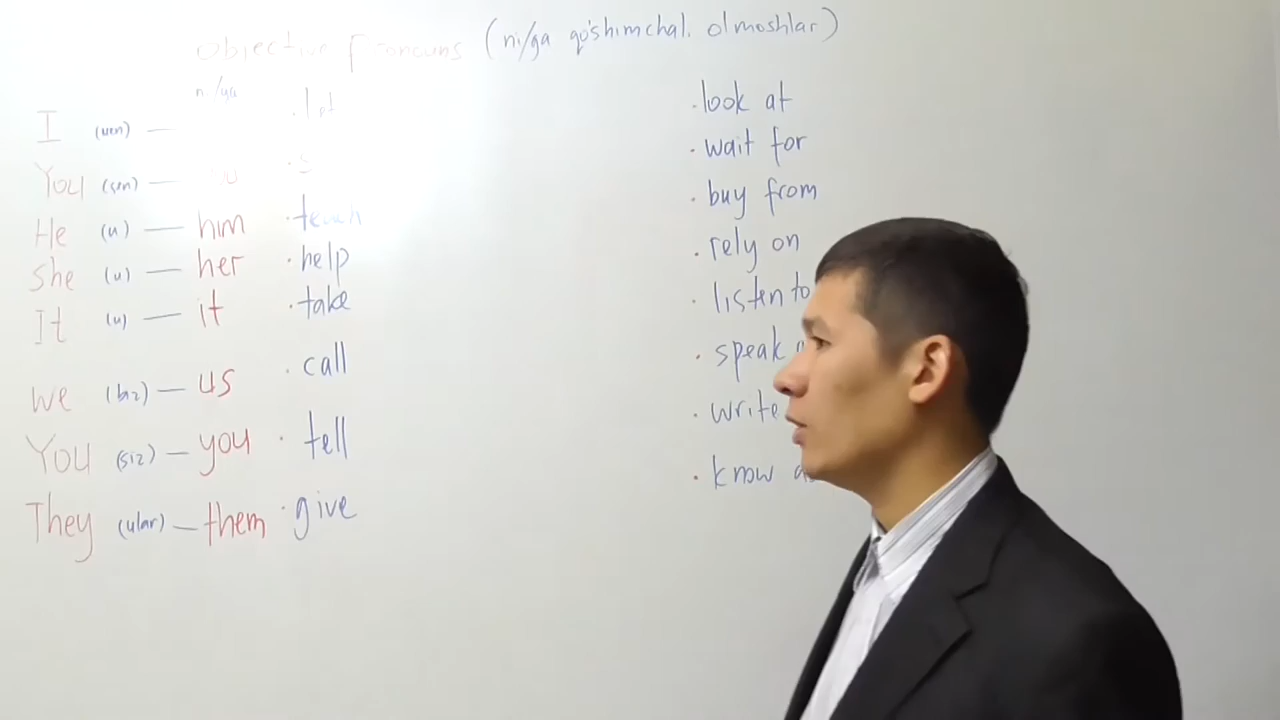 Objective Pronouns (ni/ga qo'shimchal. olmoshlar)
ni/ga
I (men) —
You (sen) —
He (u) — him · teach
She (u) — her · help
It (u) — it · take
we (biz) — us · call
You (siz) — you · tell
They (ular) — them · give
· look at
· wait for
· buy from
· rely on
· listen to
· speak
· write
· know